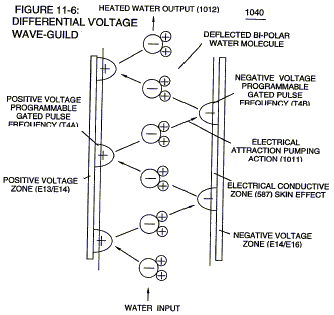 FIGURE 11-6:
DIFFERENTIAL VOLTAGE
WAVE-GUILD
HEATED WATER OUTPUT (1012)
1040
DEFLECTED BI-POLAR
WATER MOLECULE
NEGATIVE VOLTAGE
PROGRAMMABLE
GATED PULSE
FREQUENCY (T4B)
POSITIVE VOLTAGE
PROGRAMMABLE
GATED PULSE
FREQUENCY (T4A)
ELECTRICAL
ATTRACTION PUMPING
ACTION (1011)
POSITIVE VOLTAGE
ZONE (E13/E14)
ELECTRICAL CONDUCTIVE
ZONE (587) SKIN EFFECT
NEGATIVE VOLTAGE
ZONE (E14/E16)
WATER INPUT